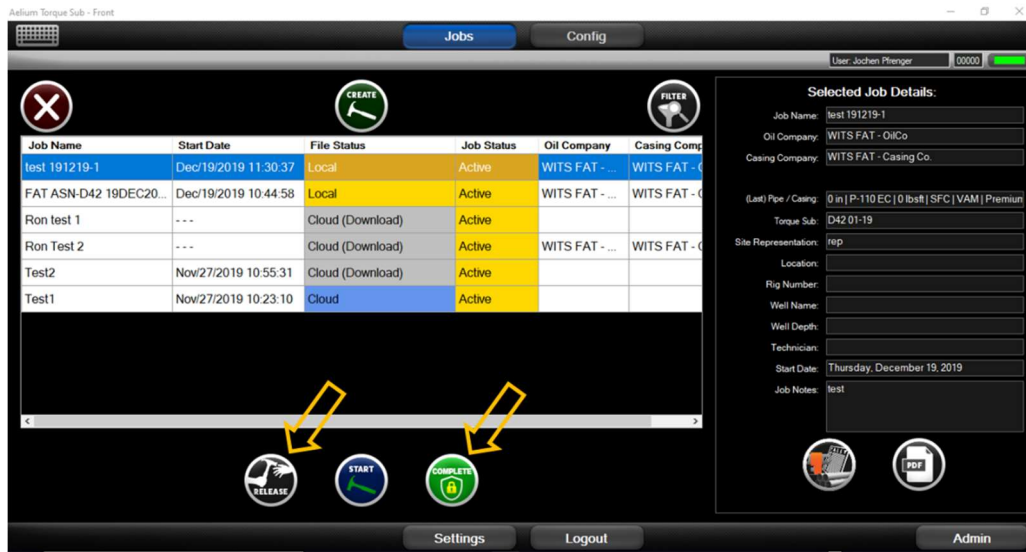 Aelium Torque Sub - Front
Jobs Config
User: Jochen Pfrenger 00000
CREATE
FILTER
Job Name Start Date File Status Job Status Oil Company Casing Comp
test 191219-1 Dec/19/2019 11:30:37 Local Active WITS FAT - ... WITS FAT - C
FAT ASN-D42 19DEC20... Dec/19/2019 10:44:58 Local Active WITS FAT - ... WITS FAT - C
Ron test 1 - - - Cloud (Download) Active
Ron Test 2 - - - Cloud (Download) Active WITS FAT - ... WITS FAT - C
Test2 Nov/27/2019 10:55:31 Cloud (Download) Active
Test1 Nov/27/2019 10:23:10 Cloud Active
RELEASE
START
COMPLETE
Selected Job Details:
Job Name: test 191219-1
Oil Company: WITS FAT - OilCo
Casing Company: WITS FAT - Casing Co.
(Last) Pipe / Casing: 0 in | P-110 EC | 0 lbsft | SFC | VAM | Premium
Torque Sub: D42 01-19
Site Representation: rep
Location:
Rig Number:
Well Name:
Well Depth:
Technician:
Start Date: Thursday, December 19, 2019
Job Notes: test
PDF
Settings Logout Admin